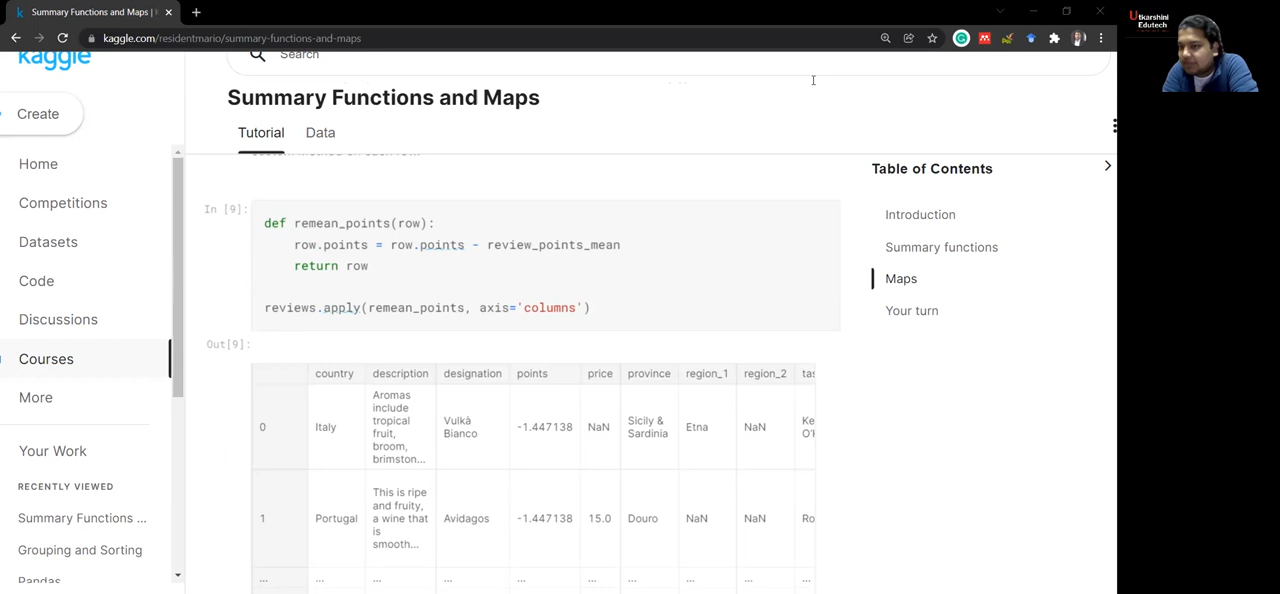 Summary Functions and Maps |
kaggle.com/residentmario/summary-functions-and-maps
Utkarshini
Edutech
kaggle
Search
Create
Summary Functions and Maps
Tutorial Data
Home
Competitions
Datasets
Code
Discussions
Courses
More
Your Work
RECENTLY VIEWED
Summary Functions ...
Grouping and Sorting
Pandas
In [9]:
def remean_points(row):
row.points = row.points - review_points_mean
return row
reviews.apply(remean_points, axis='columns')
Out[9]:
country description designation points price province region_1 region_2 tas
0 Italy Aromas include tropical fruit, broom, brimston... Vulkà Bianco -1.447138 NaN Sicily & Sardinia Etna NaN Ke O'
1 Portugal This is ripe and fruity, a wine that is smooth... Avidagos -1.447138 15.0 Douro NaN NaN Ro
... ... ... ... ... ... ... ... ...
Table of Contents
Introduction
Summary functions
Maps
Your turn